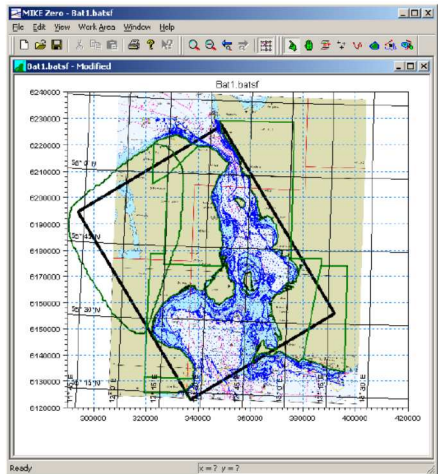 MIKE Zero - Bat1.batsf
File Edit View Work Area Window Help
Bat1.batsf - Modified
Bat1.batsf
6240000
6230000
6220000
6210000
6200000
6190000
6180000
6170000
6160000
6150000
6140000
6130000
6120000
300000 320000 340000 360000 380000 400000 420000
Ready x = ? y = ?